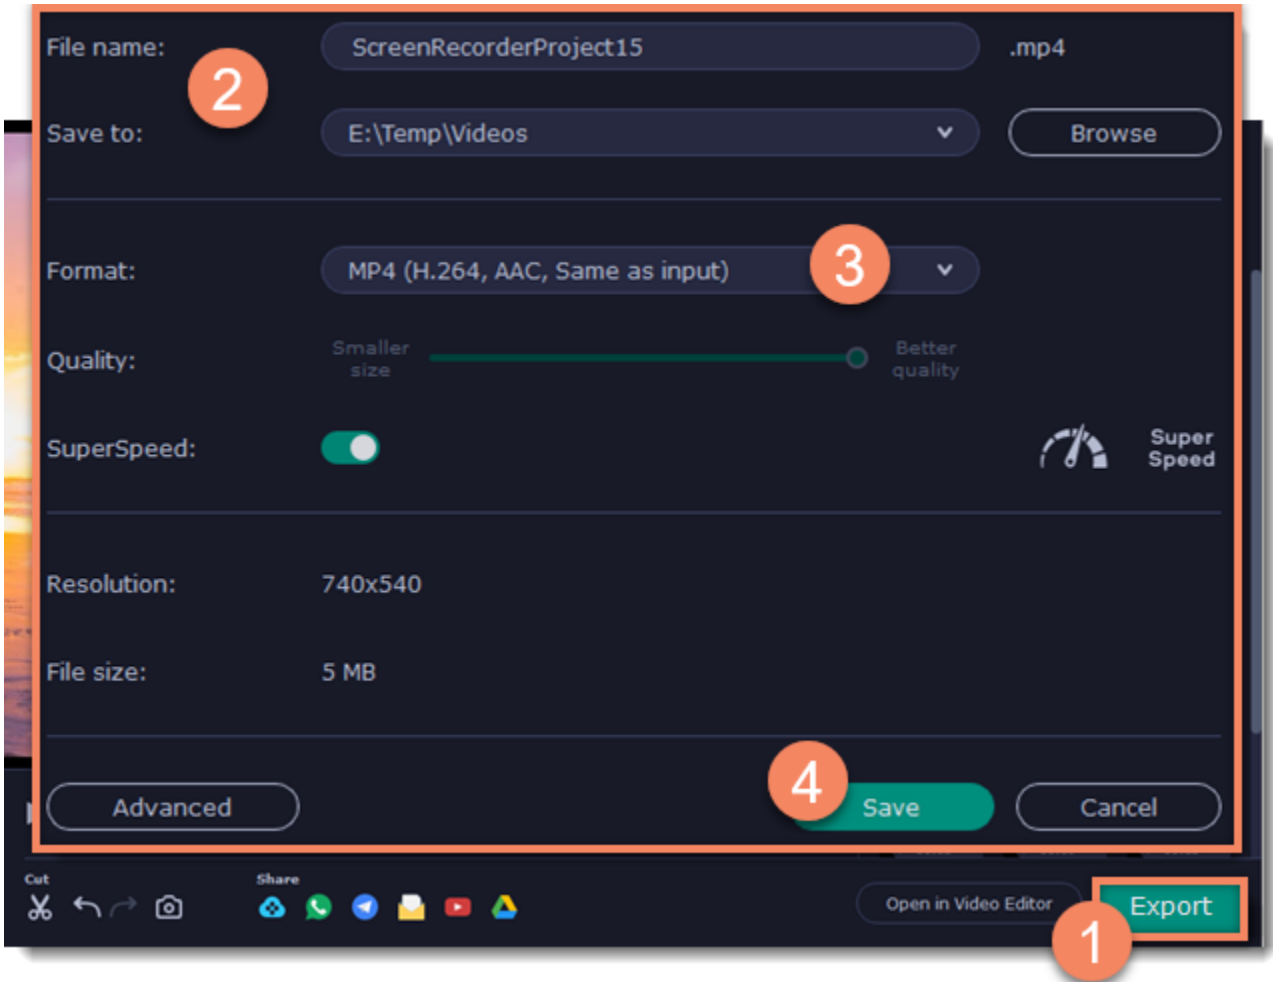 File name:
ScreenRecorderProject15
.mp4
2
Save to:
E:\Temp\Videos
Browse
Format:
MP4 (H.264, AAC, Same as input)
3
Quality:
Smaller
size
Better
quality
SuperSpeed:
Super
Speed
Resolution:
740x540
File size:
5 MB
Advanced
4
Save
Cancel
Cut
Share
Open in Video Editor
Export
1